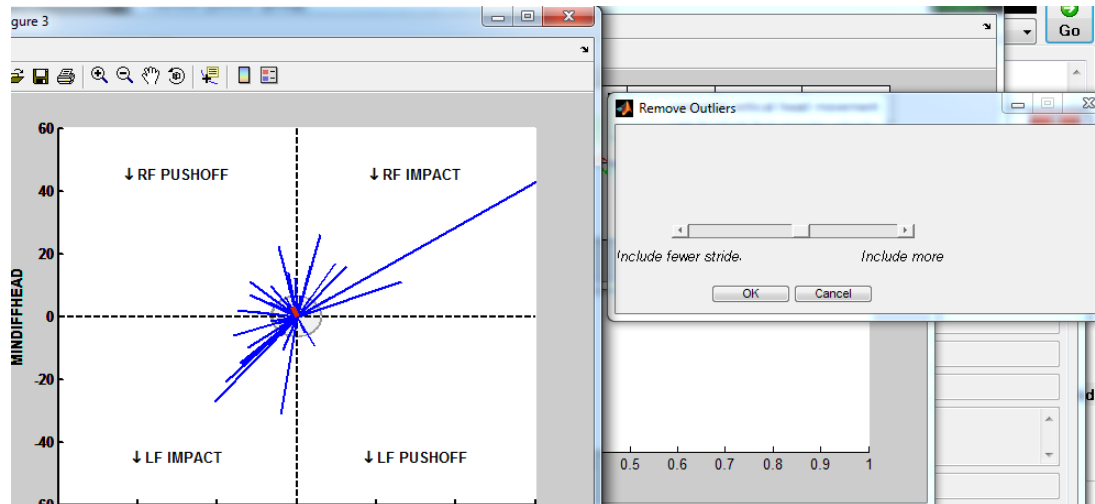 gure 3
Go
Remove Outliers
60
↓ RF PUSHOFF
↓ RF IMPACT
40
20
MINDIFFHEAD
0
-20
-40
↓ LF IMPACT
↓ LF PUSHOFF
Include fewer stride.
Include more
OK
Cancel
0.5 0.6 0.7 0.8 0.9 1
d